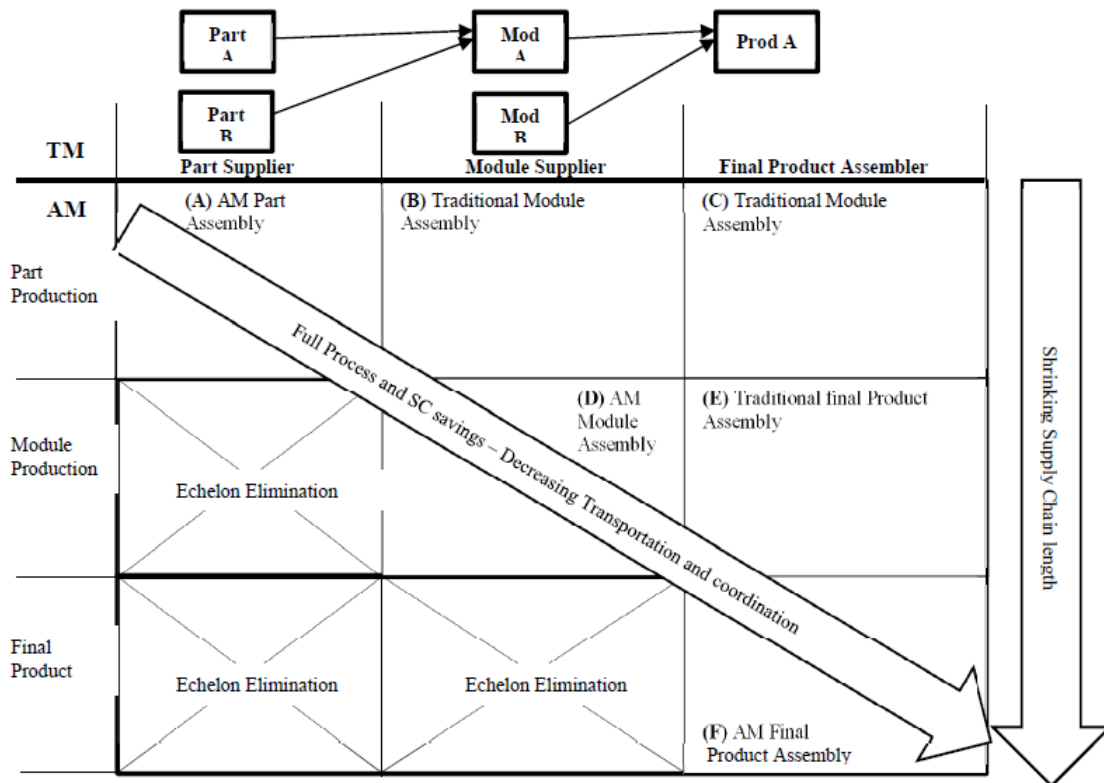 Part
A
Mod
A
Prod A
Part
B
Mod
B
TM
Part Supplier
Module Supplier
Final Product Assembler
AM
(A) AM Part
Assembly
(B) Traditional Module
Assembly
(C) Traditional Module
Assembly
Part
Production
Full Process and SC savings – Decreasing Transportation and coordination
Shrinking Supply Chain length
Module
Production
Echelon Elimination
(D) AM
Module
Assembly
(E) Traditional final Product
Assembly
Final
Product
Echelon Elimination
Echelon Elimination
(F) AM Final
Product Assembly